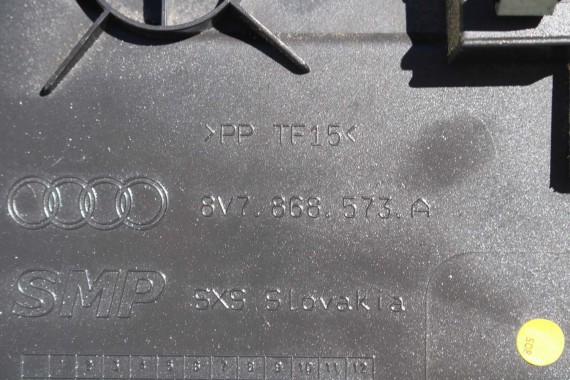 >PP TF15<
8V7.868.573.A
SMP SXS Slovakia
2 3 4 5 6 7 8 9 10 11 12